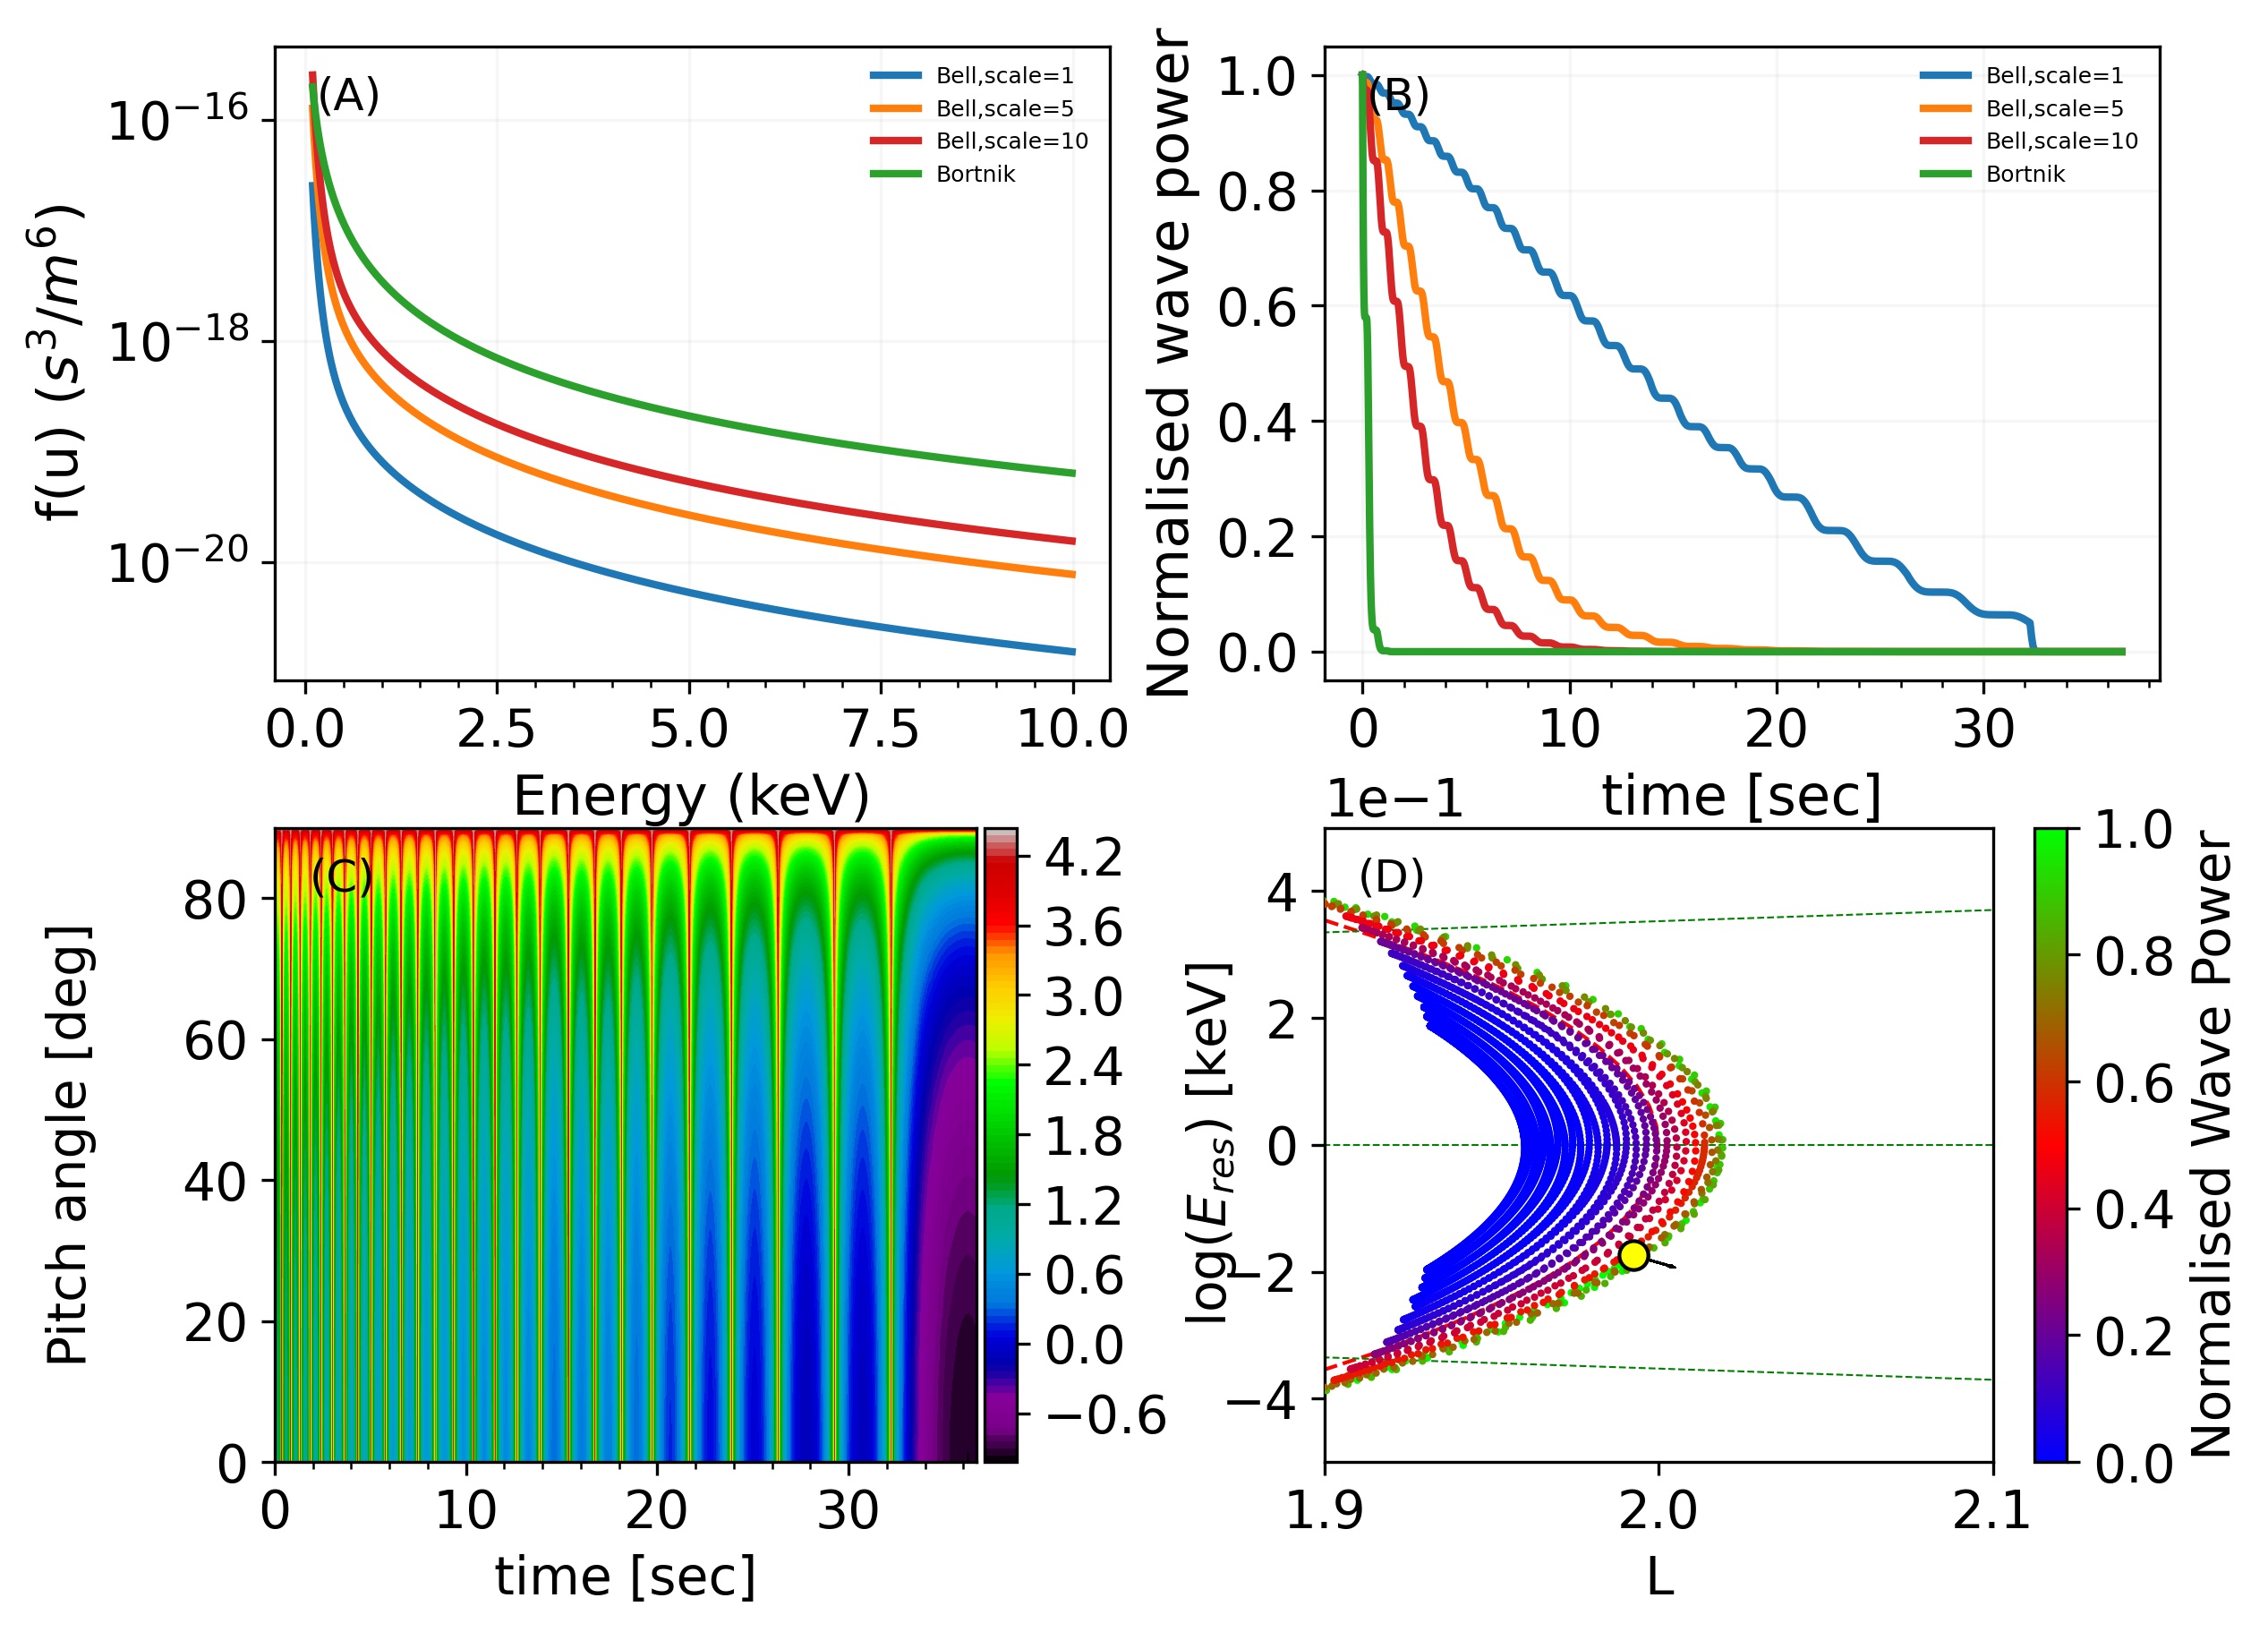 (A)
f(u) (s³/m⁶)
10⁻¹⁶
10⁻¹⁸
10⁻²⁰
Bell,scale=1
Bell,scale=5
Bell,scale=10
Bortnik
0.0 2.5 5.0 7.5 10.0
Energy (keV)
(B)
Normalised wave power
1.0
0.8
0.6
0.4
0.2
0.0
Bell,scale=1
Bell,scale=5
Bell,scale=10
Bortnik
0 10 20 30
time [sec]
(C)
Pitch angle [deg]
80
60
40
20
0
0 10 20 30
time [sec]
4.2
3.6
3.0
2.4
1.8
1.2
0.6
0.0
−0.6
1e−1
(D)
log(E_res) [keV]
4
2
0
−2
−4
1.9 2.0 2.1
L
1.0
0.8
0.6
0.4
0.2
0.0
Normalised Wave Power